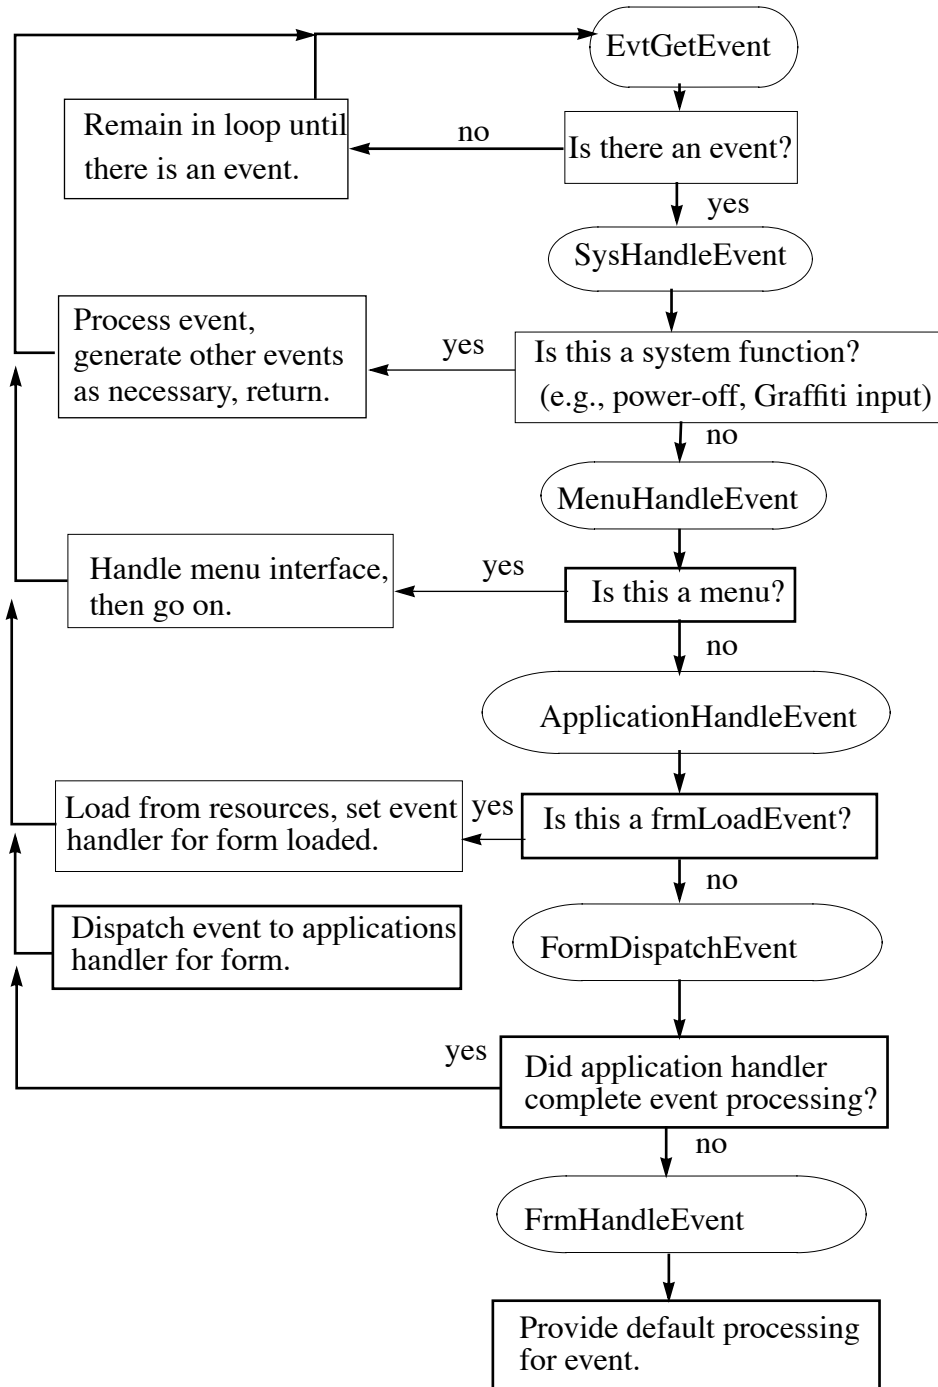 EvtGetEvent
Remain in loop until
there is an event.
no
Is there an event?
yes
SysHandleEvent
Process event,
generate other events
as necessary, return.
yes
Is this a system function?
(e.g., power-off, Graffiti input)
no
MenuHandleEvent
Handle menu interface,
then go on.
yes
Is this a menu?
no
ApplicationHandleEvent
Load from resources, set event
handler for form loaded.
yes
Is this a frmLoadEvent?
no
Dispatch event to applications
handler for form.
FormDispatchEvent
yes
Did application handler
complete event processing?
no
FrmHandleEvent
Provide default processing
for event.